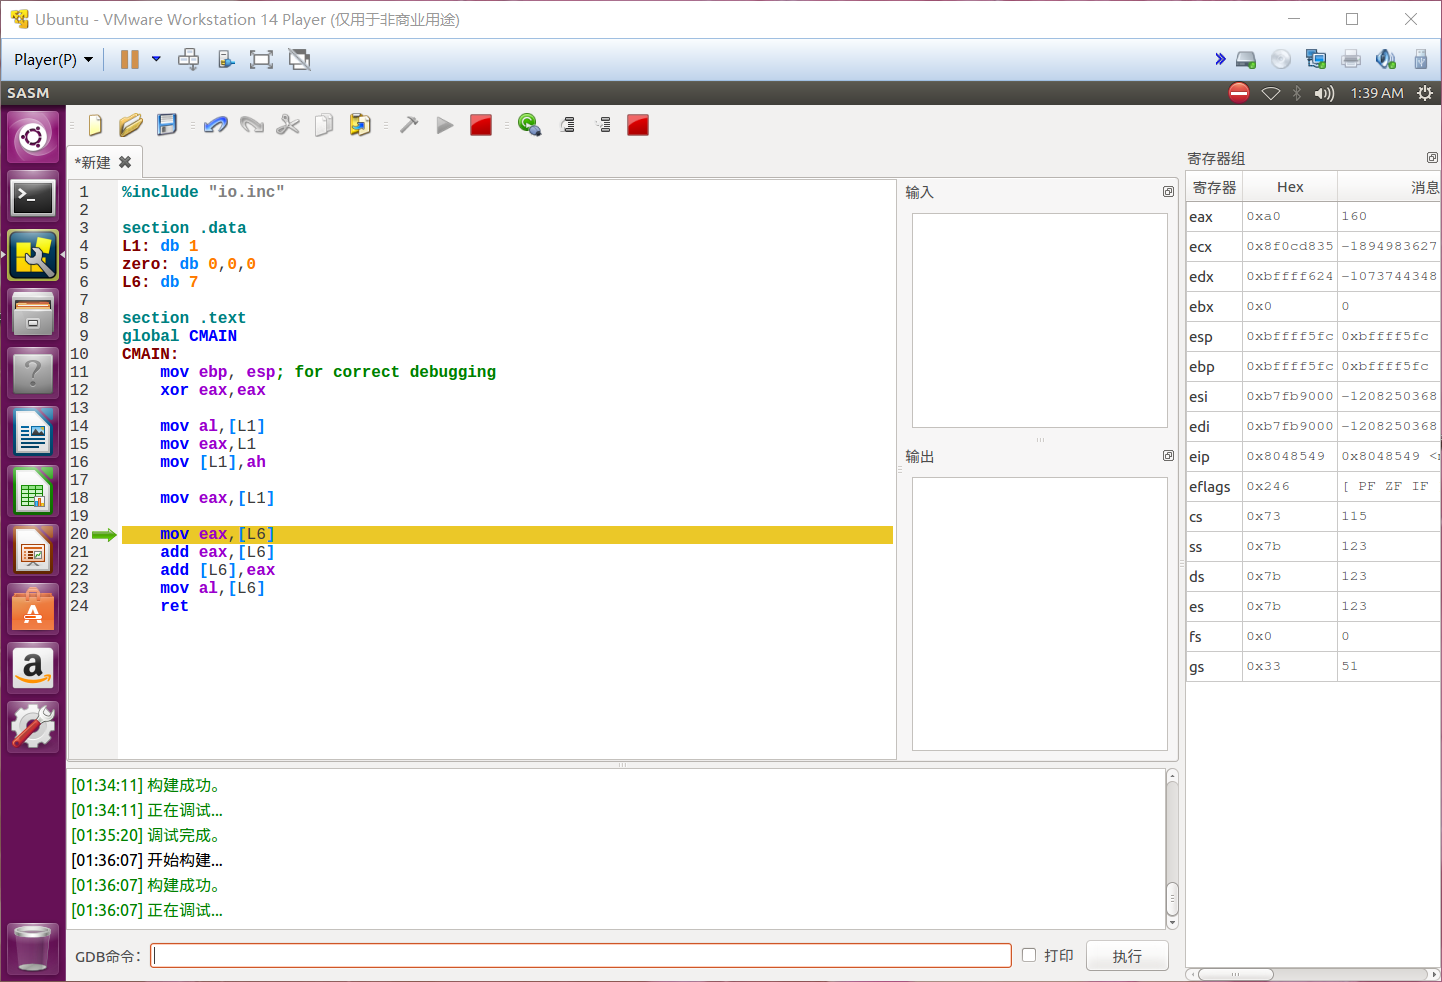 Ubuntu - VMware Workstation 14 Player (仅用于非商业用途)
Player(P)
SASM
1:39 AM
*新建
1 %include "io.inc"
2
3 section .data
4 L1: db 1
5 zero: db 0,0,0
6 L6: db 7
7
8 section .text
9 global CMAIN
10 CMAIN:
11 mov ebp, esp; for correct debugging
12 xor eax,eax
13
14 mov al,[L1]
15 mov eax,L1
16 mov [L1],ah
17
18 mov eax,[L1]
19
20 mov eax,[L6]
21 add eax,[L6]
22 add [L6],eax
23 mov al,[L6]
24 ret
输入
输出
寄存器组
寄存器 Hex 消息
eax 0xa0 160
ecx 0x8f0cd835 -1894983627
edx 0xbffff624 -1073744348
ebx 0x0 0
esp 0xbffff5fc 0xbffff5fc
ebp 0xbffff5fc 0xbffff5fc
esi 0xb7fb9000 -1208250368
edi 0xb7fb9000 -1208250368
eip 0x8048549 0x8048549
eflags 0x246 [ PF ZF IF
cs 0x73 115
ss 0x7b 123
ds 0x7b 123
es 0x7b 123
fs 0x0 0
gs 0x33 51
[01:34:11] 构建成功。
[01:34:11] 正在调试...
[01:35:20] 调试完成。
[01:36:07] 开始构建...
[01:36:07] 构建成功。
[01:36:07] 正在调试...
GDB命令: 打印 执行